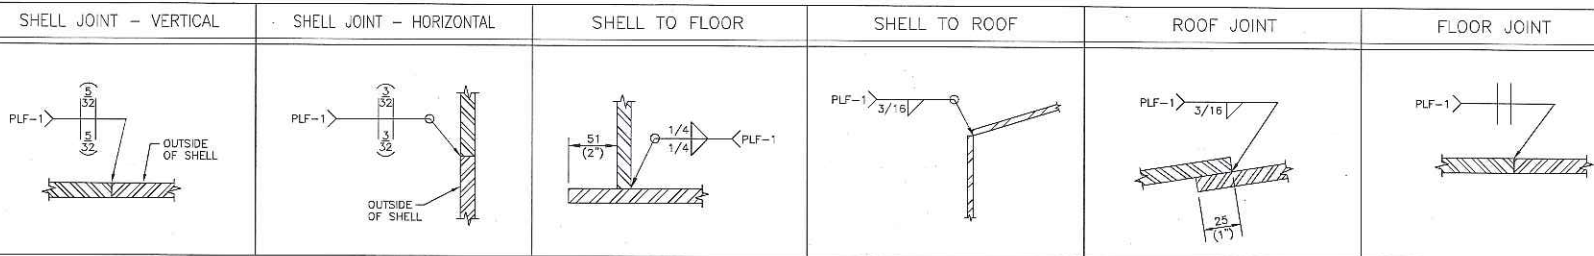 SHELL JOINT - VERTICAL
SHELL JOINT - HORIZONTAL
SHELL TO FLOOR
SHELL TO ROOF
ROOF JOINT
FLOOR JOINT
5
32
PLF-1
5
32
OUTSIDE
OF SHELL
3
32
PLF-1
3
32
OUTSIDE
OF SHELL
51
(2")
1/4
1/4
PLF-1
PLF-1
3/16
PLF-1
3/16
25
(1")
PLF-1